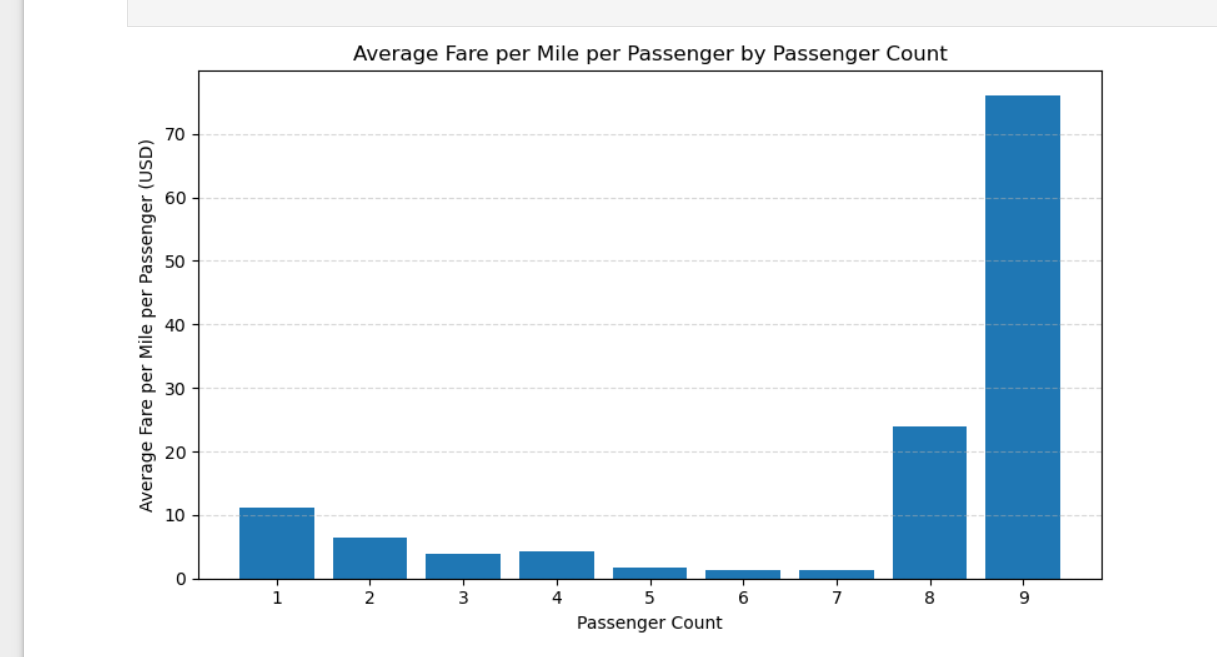 Average Fare per Mile per Passenger by Passenger Count
Average Fare per Mile per Passenger (USD)
70
60
50
40
30
20
10
0
1 2 3 4 5 6 7 8 9
Passenger Count